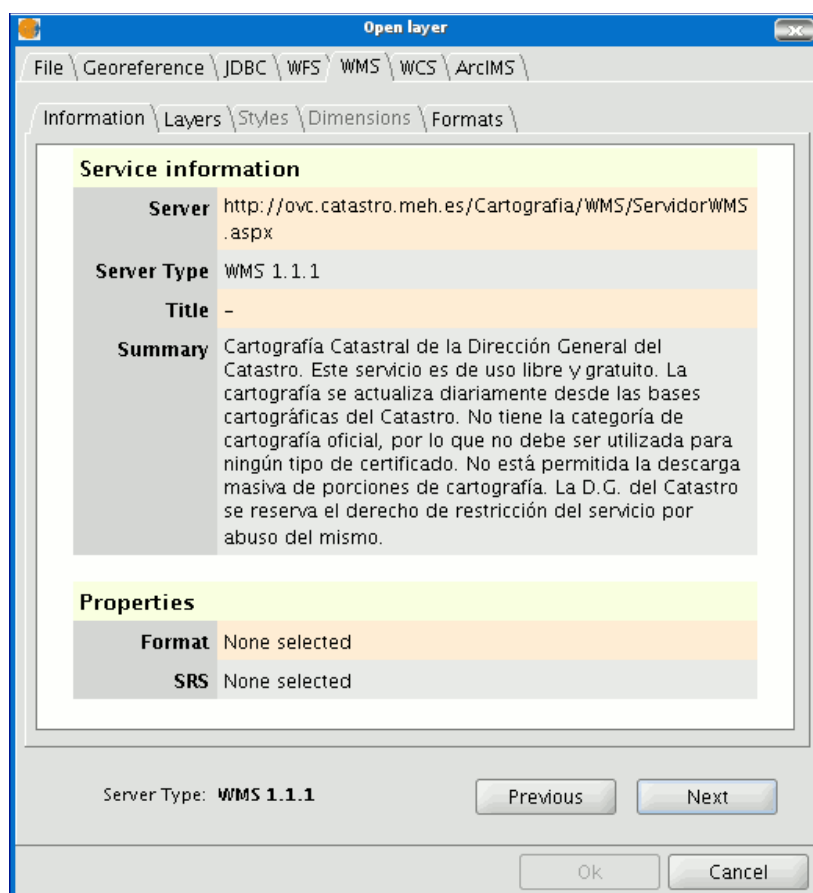 Open layer
File Georeference JDBC WFS WMS WCS ArcIMS
Information Layers Styles Dimensions Formats
Service information
Server http://ovc.catastro.meh.es/Cartografia/WMS/ServidorWMS
.aspx
Server Type WMS 1.1.1
Title -
Summary Cartografía Catastral de la Dirección General del
Catastro. Este servicio es de uso libre y gratuito. La
cartografía se actualiza diariamente desde las bases
cartográficas del Catastro. No tiene la categoría de
cartografía oficial, por lo que no debe ser utilizada para
ningún tipo de certificado. No está permitida la descarga
masiva de porciones de cartografía. La D.G. del Catastro
se reserva el derecho de restricción del servicio por
abuso del mismo.
Properties
Format None selected
SRS None selected
Server Type: WMS 1.1.1 Previous Next
Ok Cancel